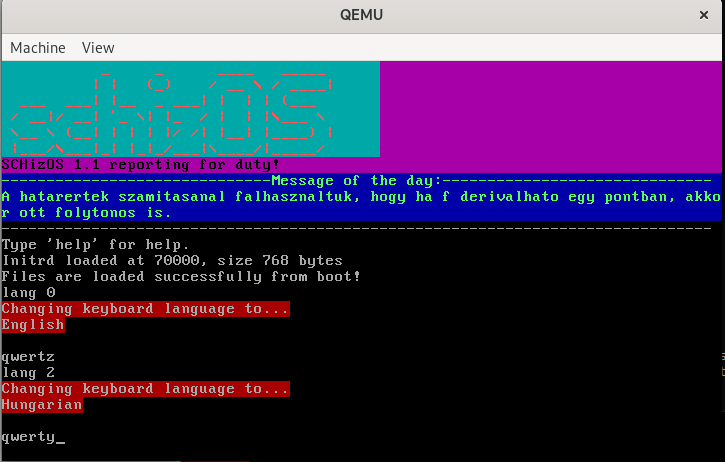 QEMU
Machine View
schizOS
SCHizOS 1.1 reporting for duty!
------------------------------Message of the day:------------------------------
A hatarertek szamitasanal falhasznaltuk, hogy ha f derivalhato egy pontban, akko
r ott folytonos is.
-------------------------------------------------------------------------------
Type 'help' for help.
Initrd loaded at 70000, size 768 bytes
Files are loaded successfully from boot!
lang 0
Changing keyboard language to...
English
qwertz
lang 2
Changing keyboard language to...
Hungarian
qwerty_